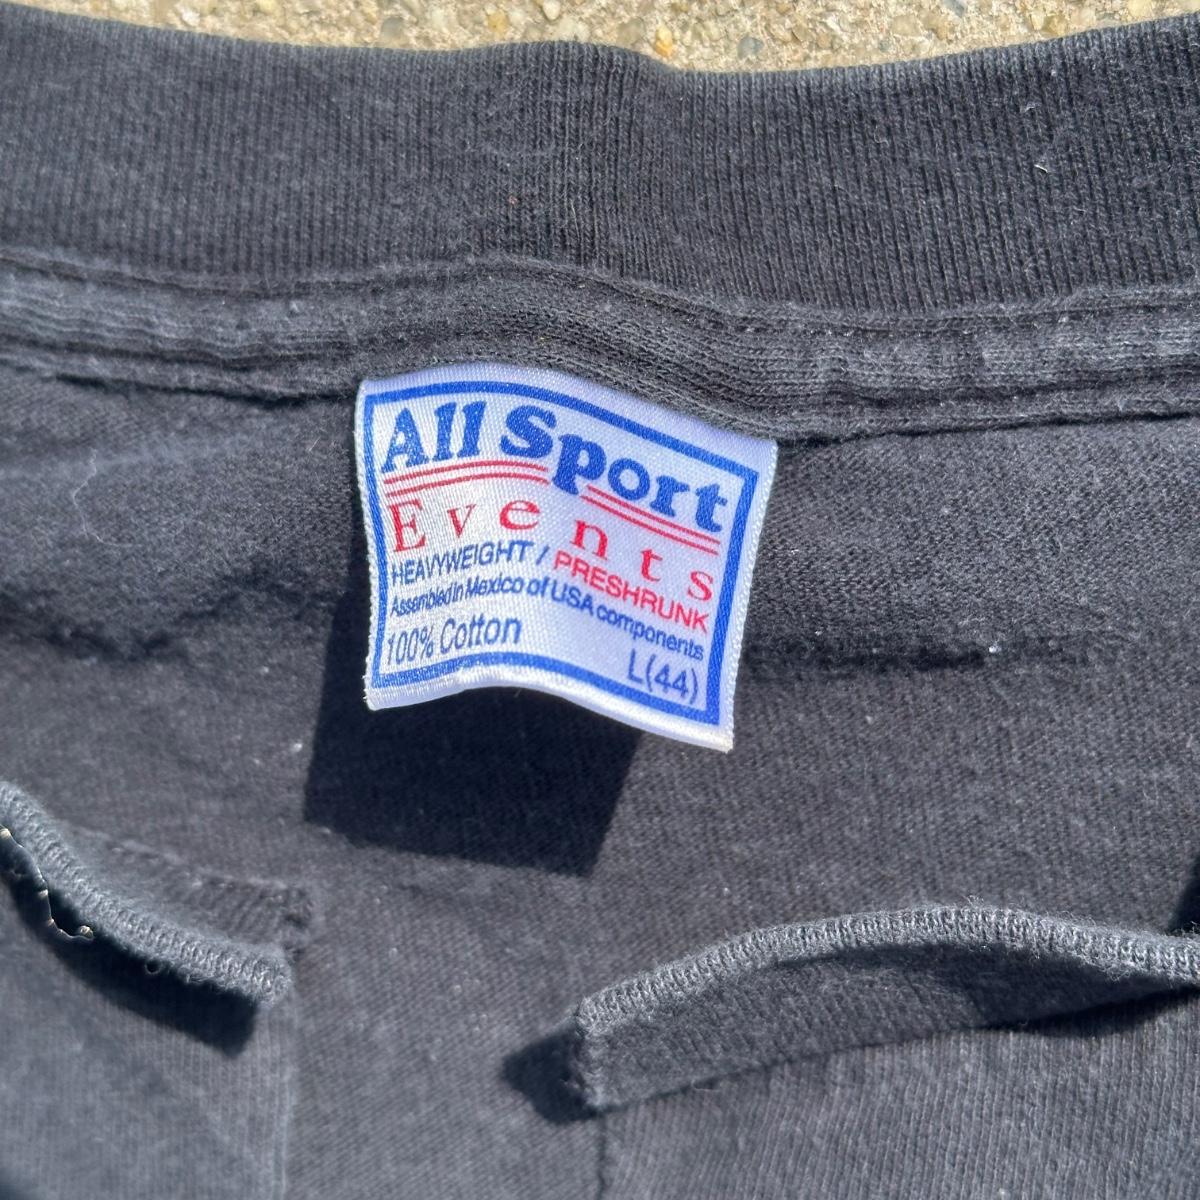 All Sport
Events
HEAVYWEIGHT / PRESHRUNK
Assembled in Mexico of USA components
100% Cotton
L(44)